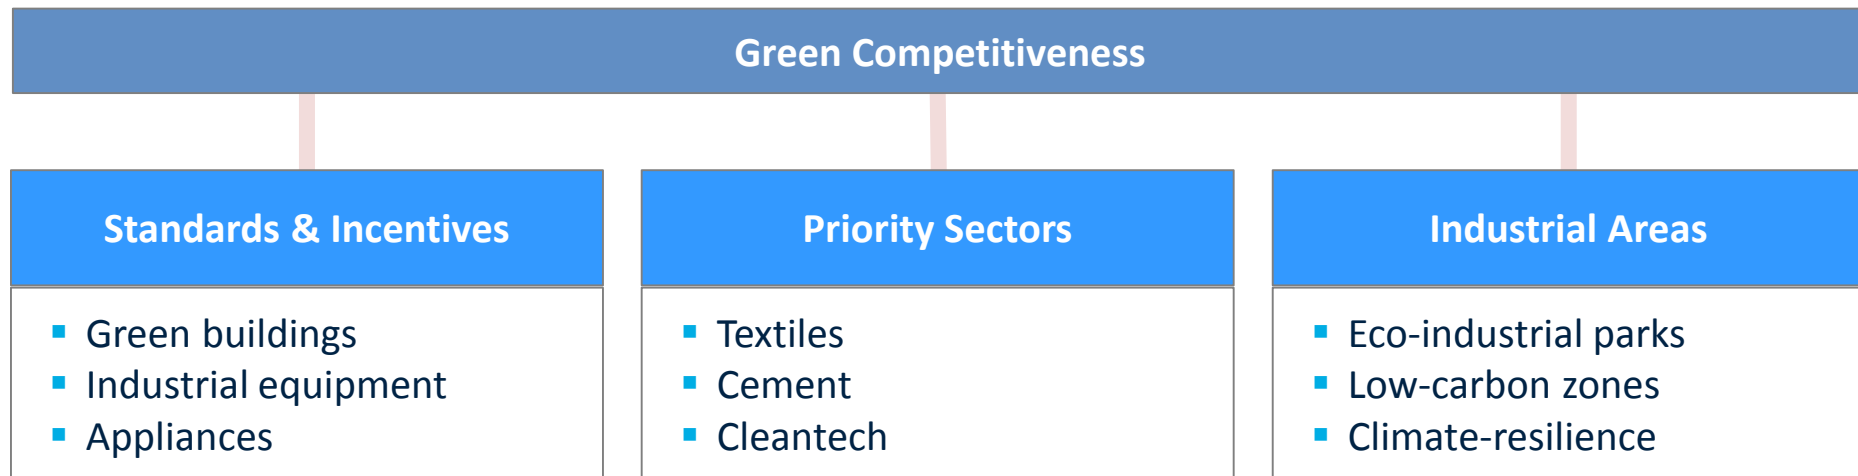 Green Competitiveness
Standards & Incentives
Green buildings
Industrial equipment
Appliances
Priority Sectors
Textiles
Cement
Cleantech
Industrial Areas
Eco-industrial parks
Low-carbon zones
Climate-resilience